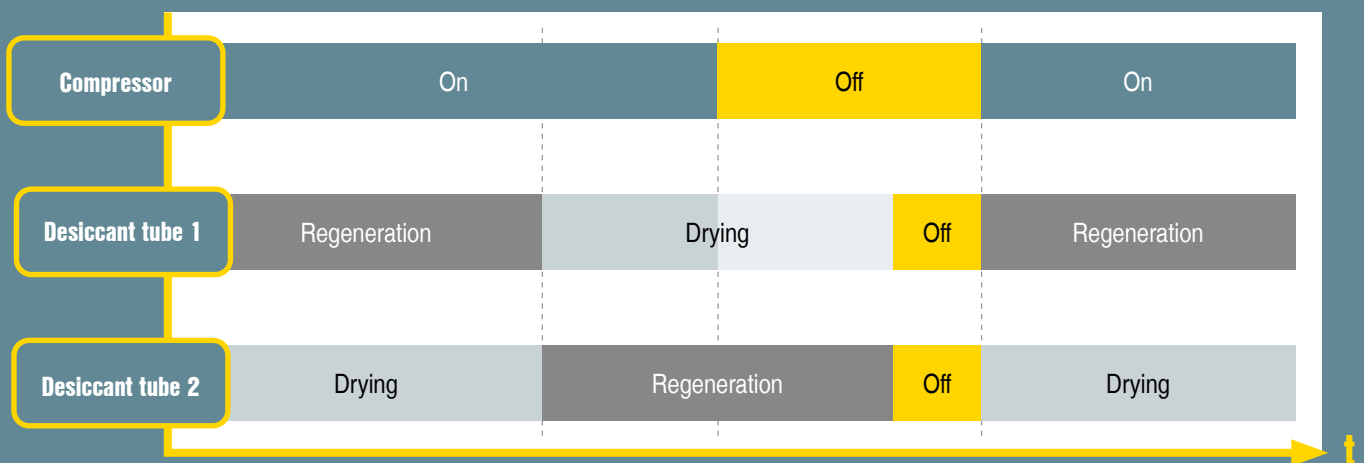 Compressor
On
Off
On
Desiccant tube 1
Regeneration
Drying
Off
Regeneration
Desiccant tube 2
Drying
Regeneration
Off
Drying
t